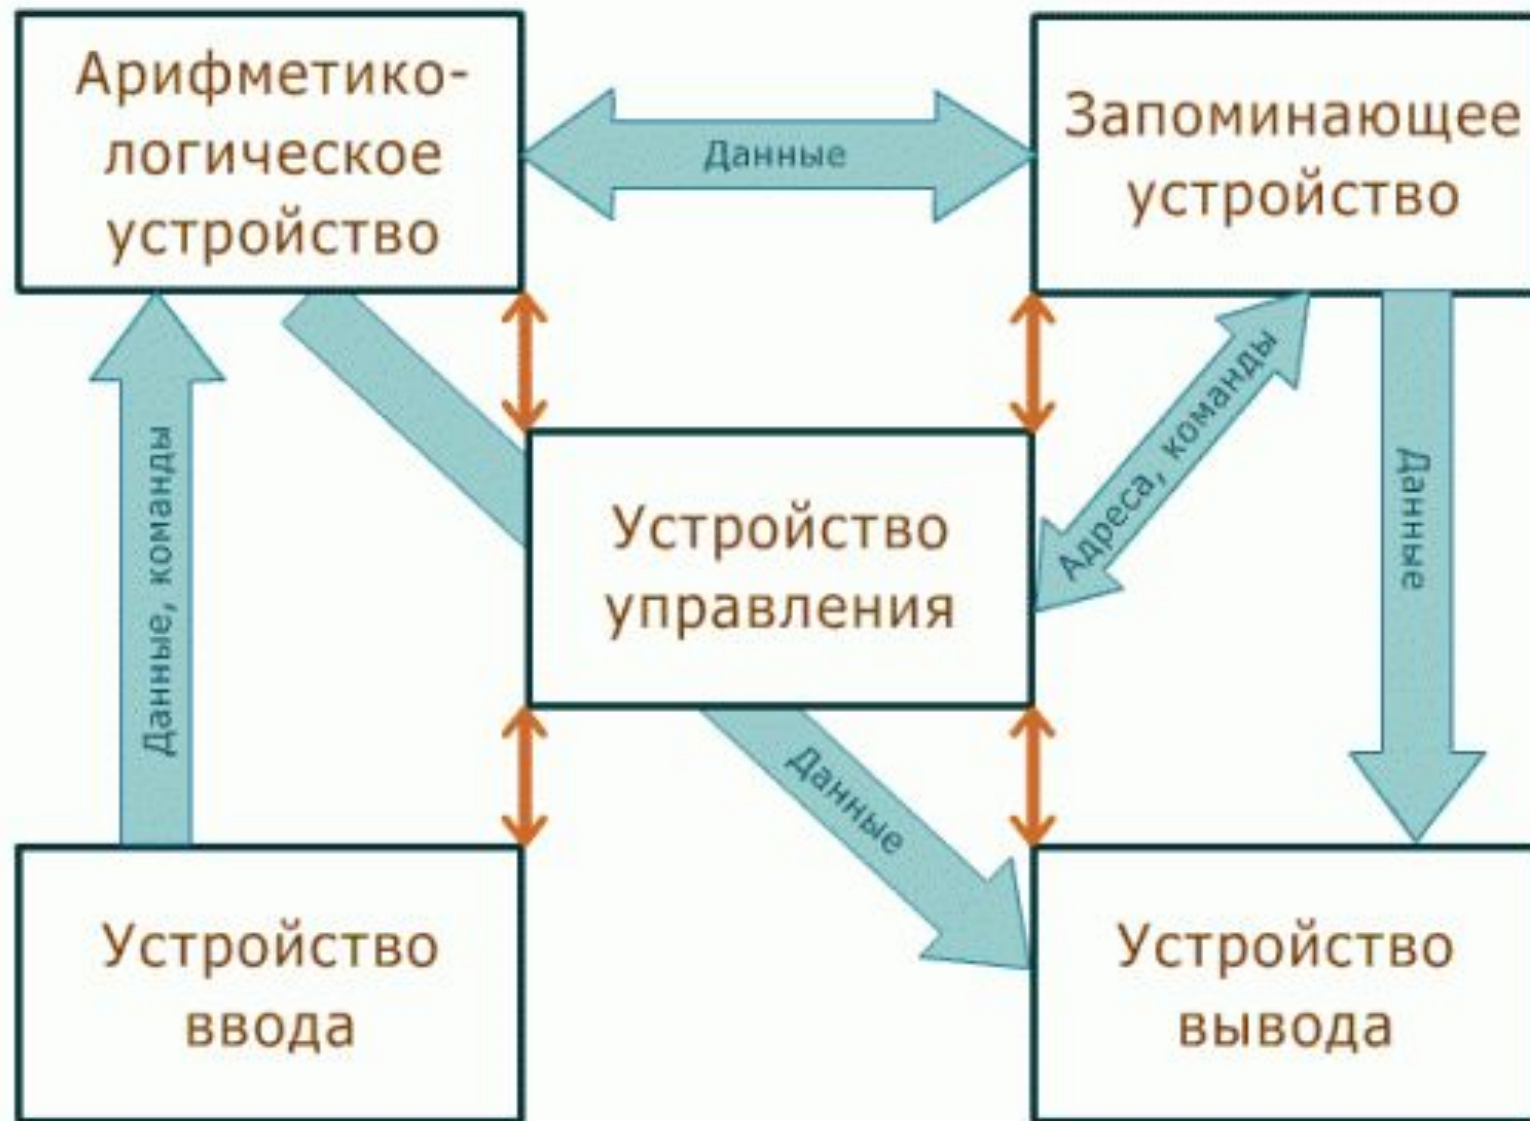 Арифметико-
логическое
устройство
Данные
Запоминающее
устройство
Данные, команды
Устройство
управления
Адреса, команды
Данные
Данные
Устройство
ввода
Устройство
вывода